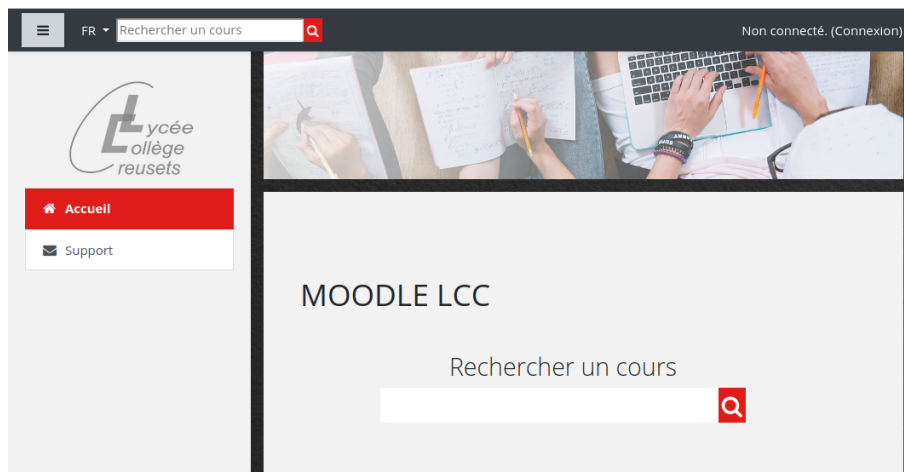 FR
Rechercher un cours
Non connecté. (Connexion)
Lycée
Collège
Creusets
Accueil
Support
MOODLE LCC
Rechercher un cours